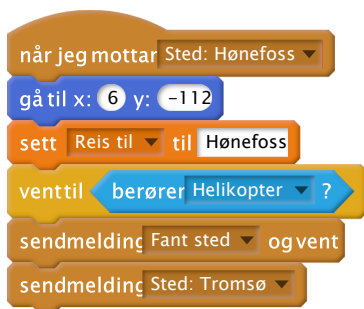 når jeg mottar Sted: Hønefoss
gå til x: 6 y: -112
sett Reis til til Hønefoss
vent til berører Helikopter ?
send melding Fant sted og vent
send melding Sted: Tromsø